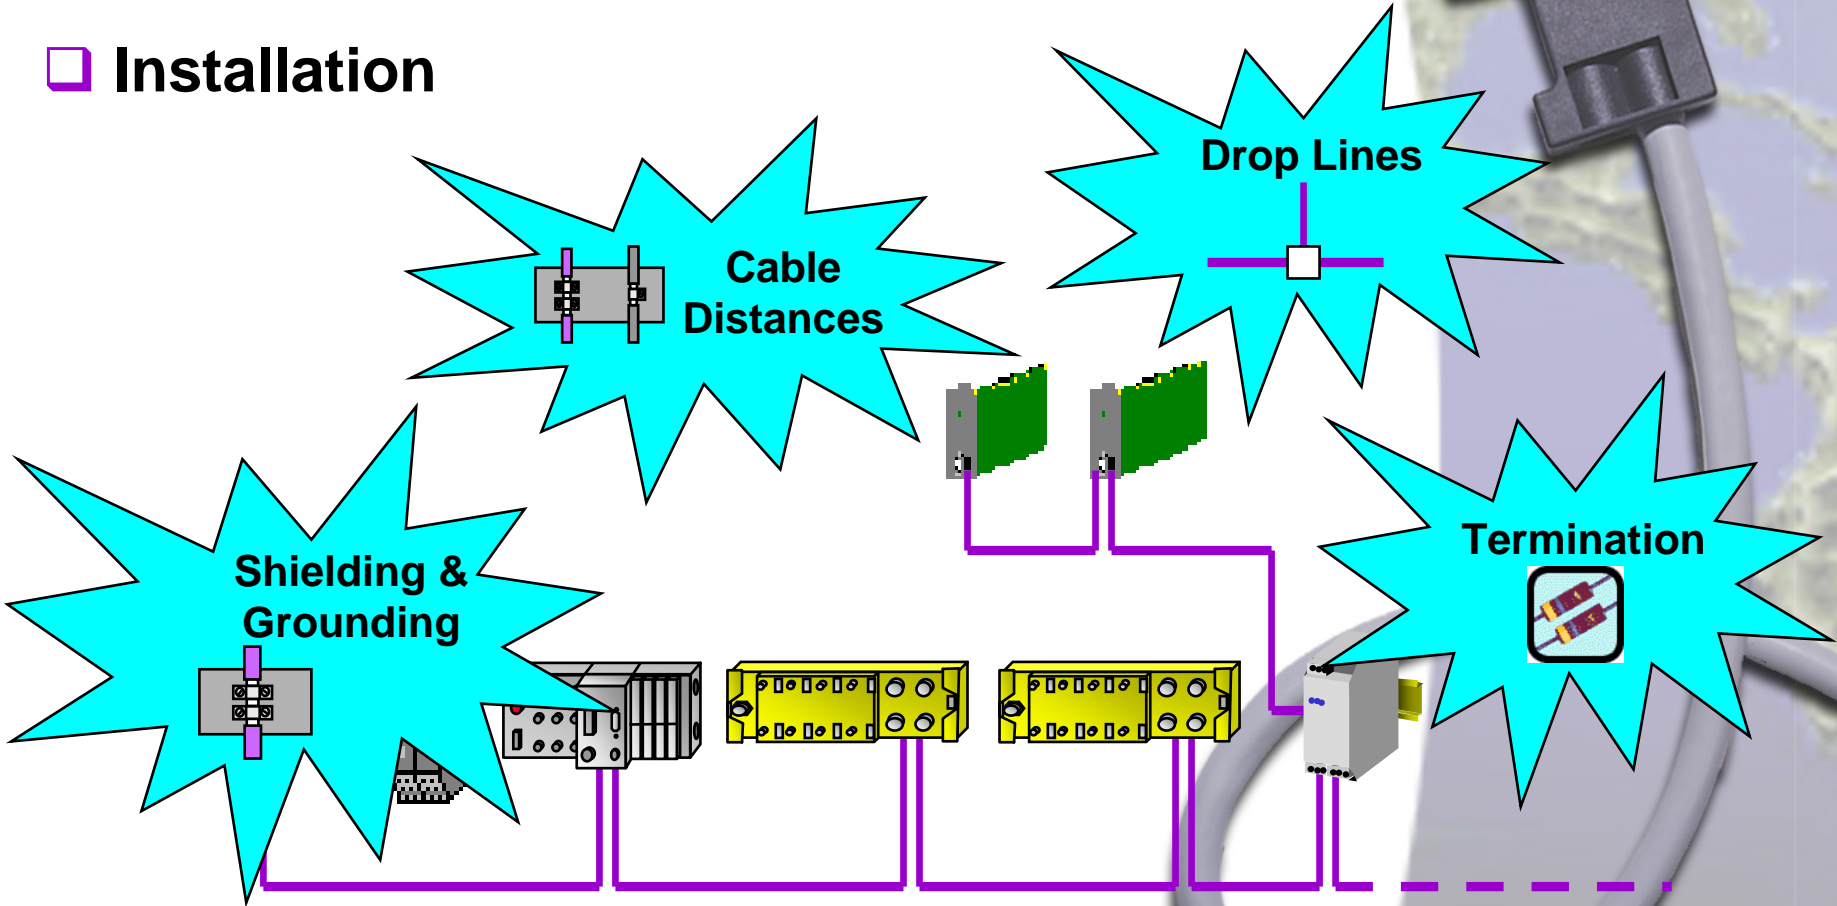 Installation
Drop Lines
Cable
Distances
Termination
Shielding &
Grounding